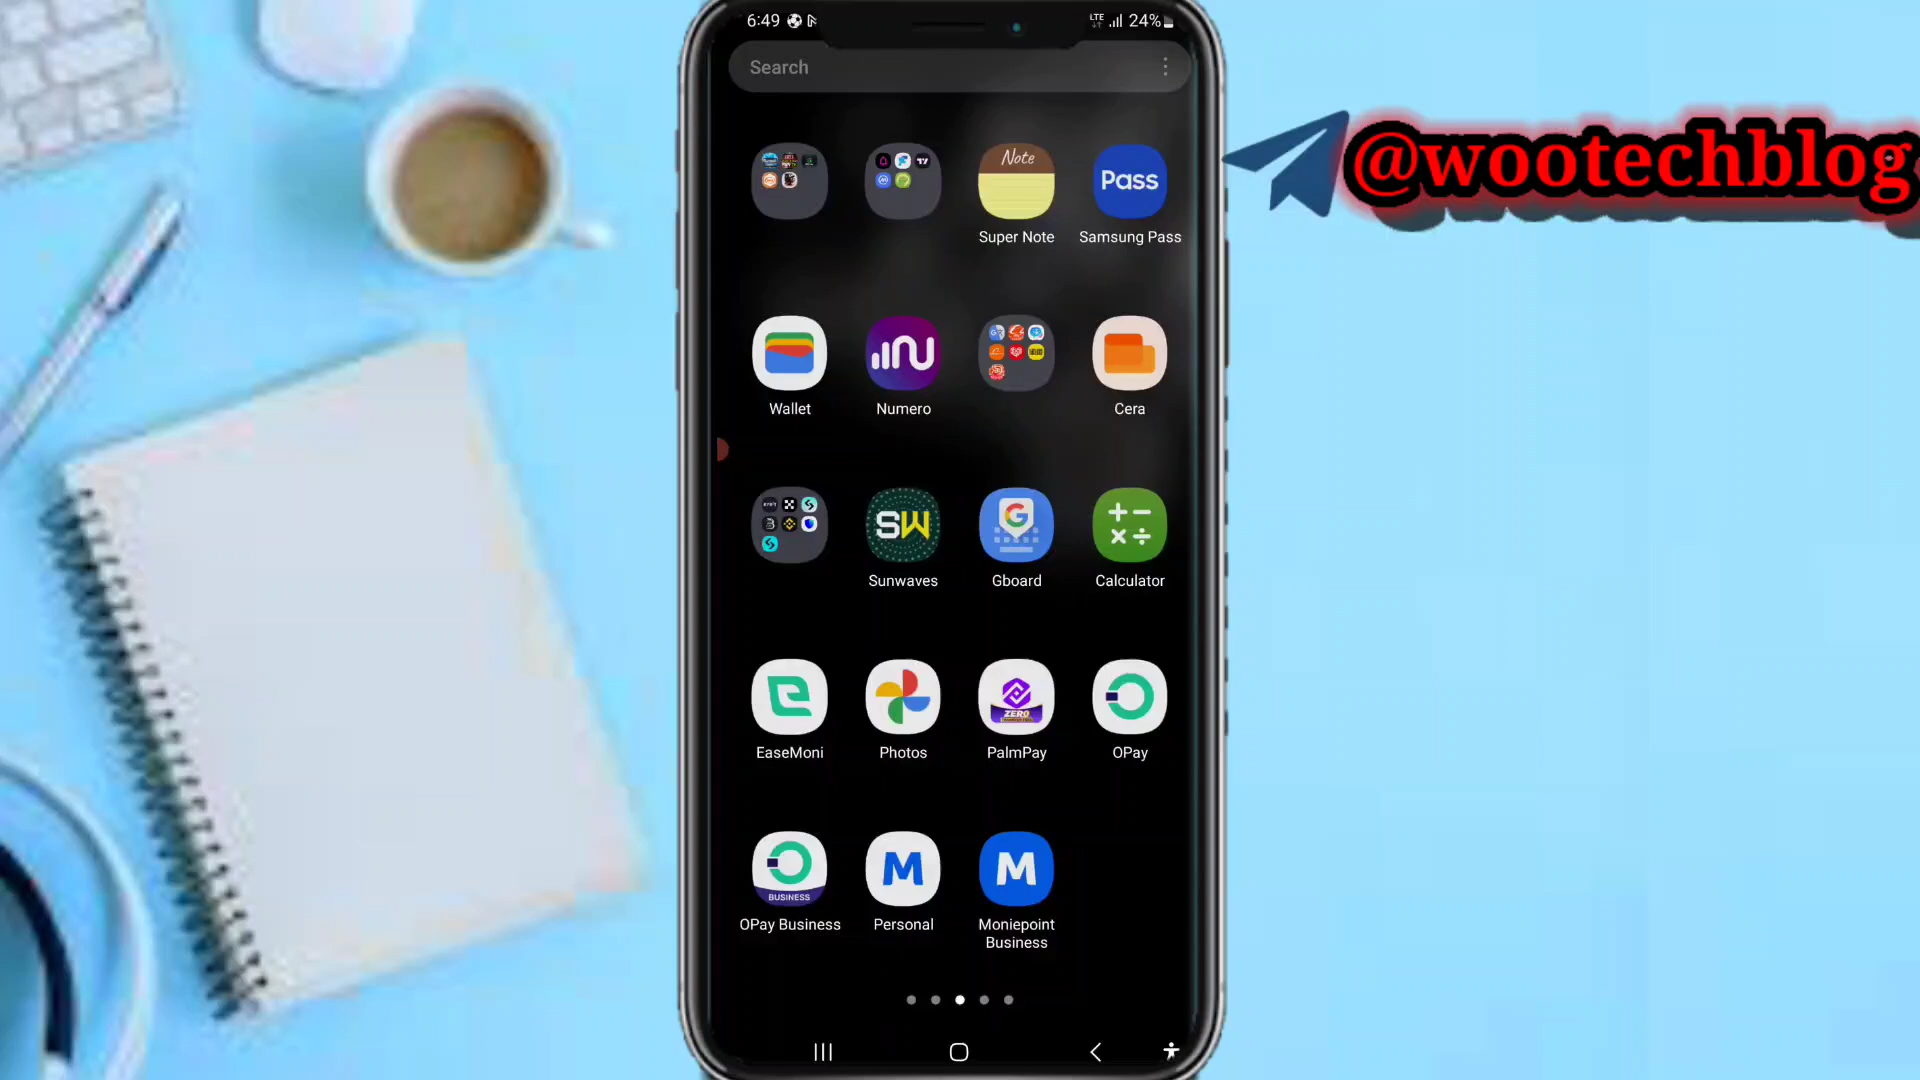 6:49
LTE
24%
Search
@wootechblog
Note
Pass
Super Note
Samsung Pass
Wallet
Numero
Cera
SW
G
Sunwaves
Gboard
Calculator
ZERO
EaseMoni
Photos
PalmPay
OPay
BUSINESS
M
M
OPay Business
Personal
Moniepoint
Business